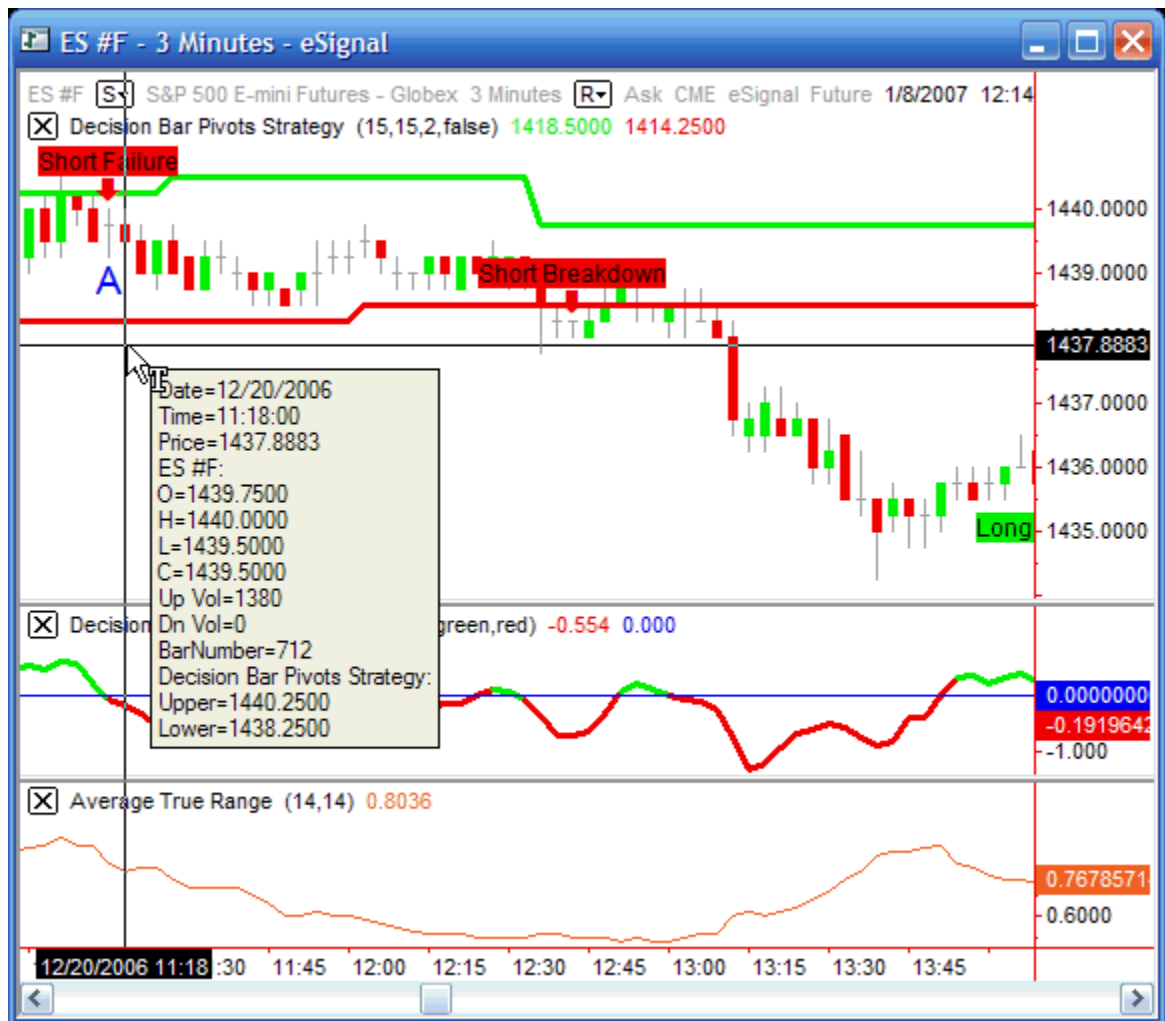 ES #F - 3 Minutes - eSignal
ES #F S S&P 500 E-mini Futures - Globex 3 Minutes R Ask CME eSignal Future 1/8/2007 12:14
Decision Bar Pivots Strategy (15,15,2,false) 1418.5000 1414.2500
Short Failure
1440.0000
A
Short Breakdown
1439.0000
1437.8883
1437.0000
1436.0000
Long
1435.0000
Date=12/20/2006
Time=11:18:00
Price=1437.8883
ES #F:
O=1439.7500
H=1440.0000
L=1439.5000
C=1439.5000
Up Vol=1380
Dn Vol=0
BarNumber=712
Decision Bar Pivots Strategy:
Upper=1440.2500
Lower=1438.2500
Decision green,red) -0.554 0.000
0.0000000
-0.1919642
-1.000
Average True Range (14,14) 0.8036
0.7678571
0.6000
12/20/2006 11:18 :30 11:45 12:00 12:15 12:30 12:45 13:00 13:15 13:30 13:45